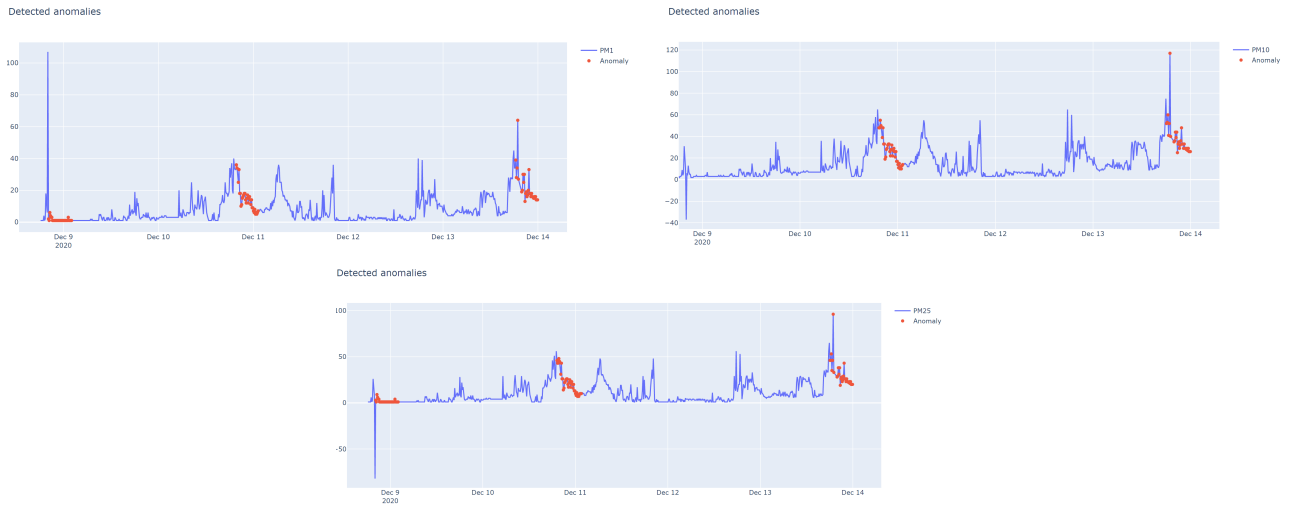 Detected anomalies
PM1
Anomaly
100
80
60
40
20
0
Dec 9
2020
Dec 10
Dec 11
Dec 12
Dec 13
Dec 14
Detected anomalies
PM10
Anomaly
120
100
80
60
40
20
0
−20
−40
Dec 9
2020
Dec 10
Dec 11
Dec 12
Dec 13
Dec 14
Detected anomalies
PM25
Anomaly
100
50
0
−50
Dec 9
2020
Dec 10
Dec 11
Dec 12
Dec 13
Dec 14